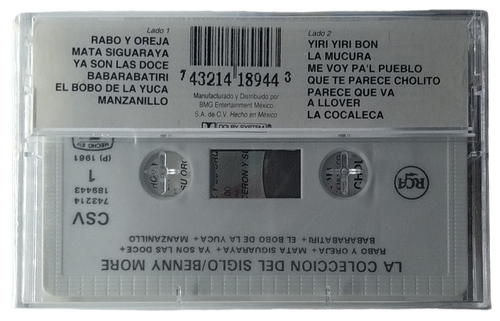 Lado 1
RABO Y OREJA
MATA SIGUARAYA
YA SON LAS DOCE
BABARABATIRI
EL BOBO DE LA YUCA
MANZANILLO
7 43214 18944 3
Manufacturado y Distribuido por
BMG Entertainment México,
S.A. de C.V. Hecho en México
DOLBY SYSTEM
Lado 2
YIRI YIRI BON
LA MUCURA
ME VOY PA'L PUEBLO
QUE TE PARECE CHOLITO
PARECE QUE VA
A LLOVER
LA COCALECA
LA COLECCION DEL SIGLO/BENNY MORE
RABO Y OREJA + MATA SIGUARAYA + YA SON LAS DOCE +
BABARABATIRI + EL BOBO DE LA YUCA + MANZANILLO
RCA
CSV
743214
189443
1
(P) 1961